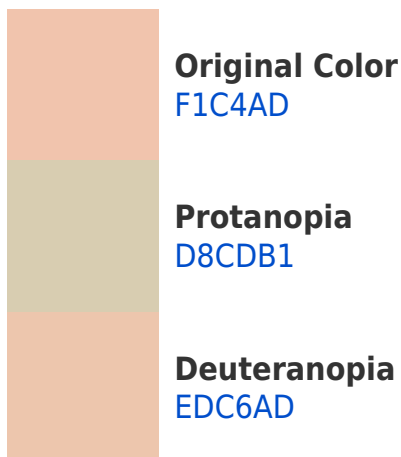 Original Color
F1C4AD
Protanopia
D8CDB1
Deuteranopia
EDC6AD